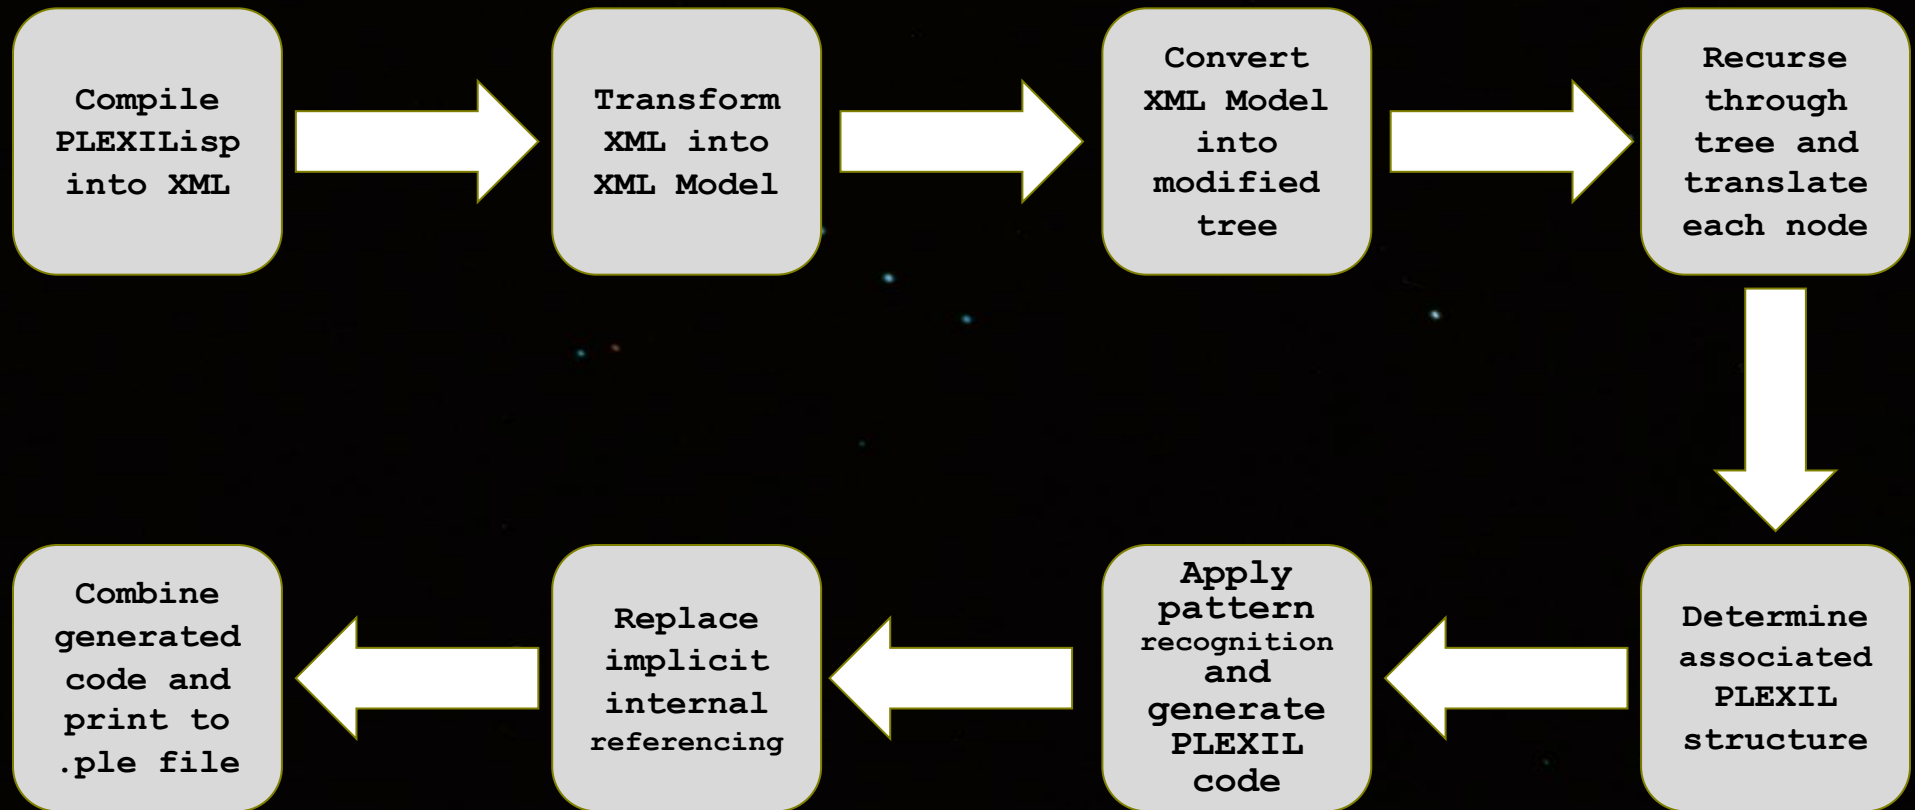 Compile
PLEXILisp
into XML
Transform
XML into
XML Model
Convert
XML Model
into
modified
tree
Recurse
through
tree and
translate
each node
Determine
associated
PLEXIL
structure
Apply
pattern
recognition
and
generate
PLEXIL
code
Replace
implicit
internal
referencing
Combine
generated
code and
print to
.ple file